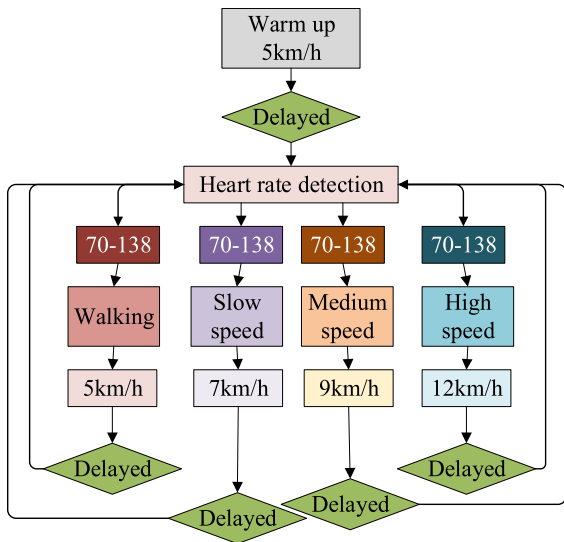 Warm up
5km/h
Delayed
Heart rate detection
70-138
70-138
70-138
70-138
Walking
Slow
speed
Medium
speed
High
speed
5km/h
7km/h
9km/h
12km/h
Delayed
Delayed
Delayed
Delayed